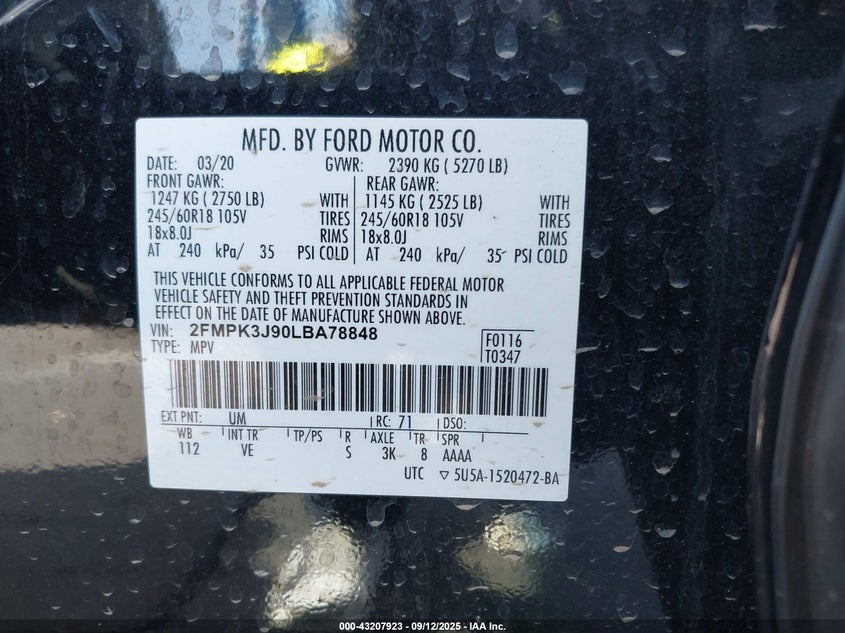 MFD. BY FORD MOTOR CO.
DATE: 03/20 GVWR: 2390 KG ( 5270 LB)
FRONT GAWR: REAR GAWR:
1247 KG ( 2750 LB) WITH 1145 KG ( 2525 LB) WITH
245/60R18 105V TIRES 245/60R18 105V TIRES
18x8.0J RIMS 18x8.0J RIMS
AT 240 kPa/ 35 PSI COLD AT 240 kPa/ 35 PSI COLD
THIS VEHICLE CONFORMS TO ALL APPLICABLE FEDERAL MOTOR
VEHICLE SAFETY AND THEFT PREVENTION STANDARDS IN
EFFECT ON THE DATE OF MANUFACTURE SHOWN ABOVE.
VIN: 2FMPK3J90LBA78848 F0116
TYPE: MPV T0347
EXT PNT: UM RC: 71 DSO:
WB INT TR TP/PS R AXLE TR SPR
112 VE S 3K 8 AAAA
UTC ▽ 5U5A-1520472-BA
000-43207923 - 09/12/2025 - IAA Inc.